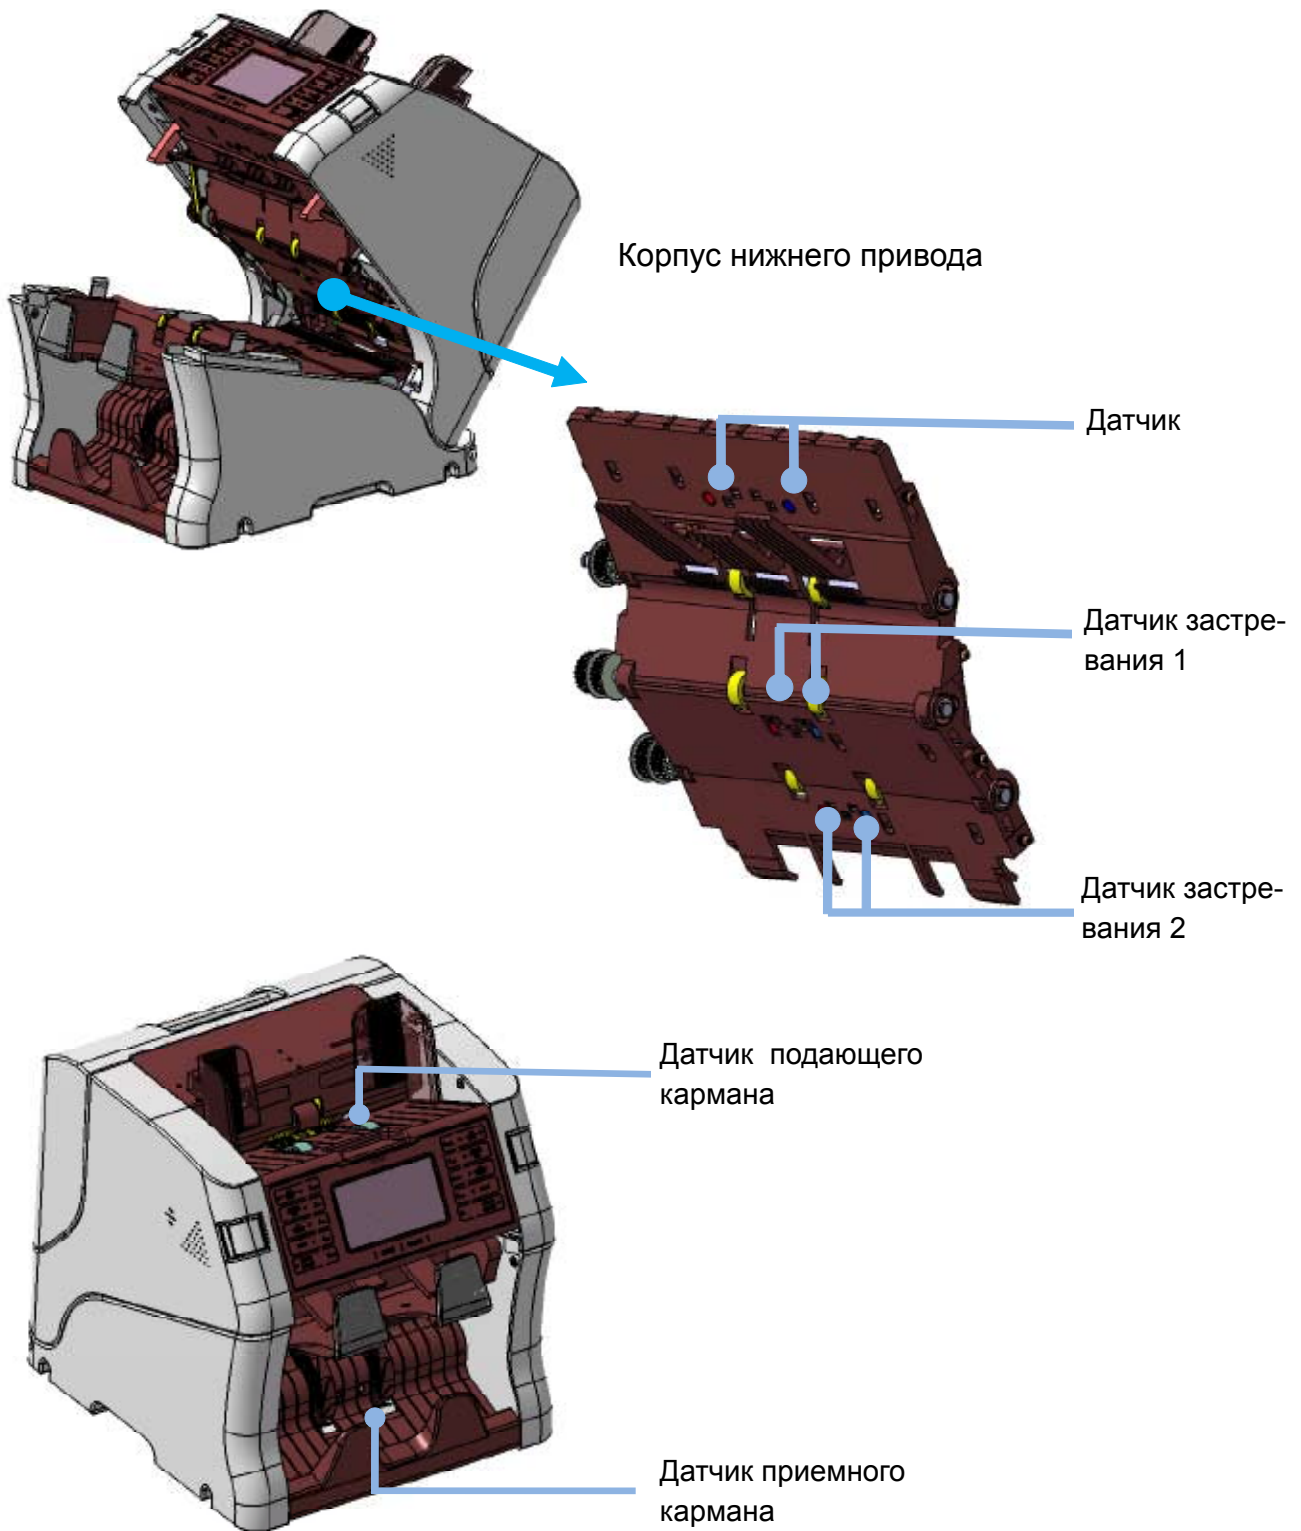 Корпус нижнего привода
Датчик
Датчик застре-
вания 1
Датчик застре-
вания 2
Датчик подающего
кармана
Датчик приемного
кармана